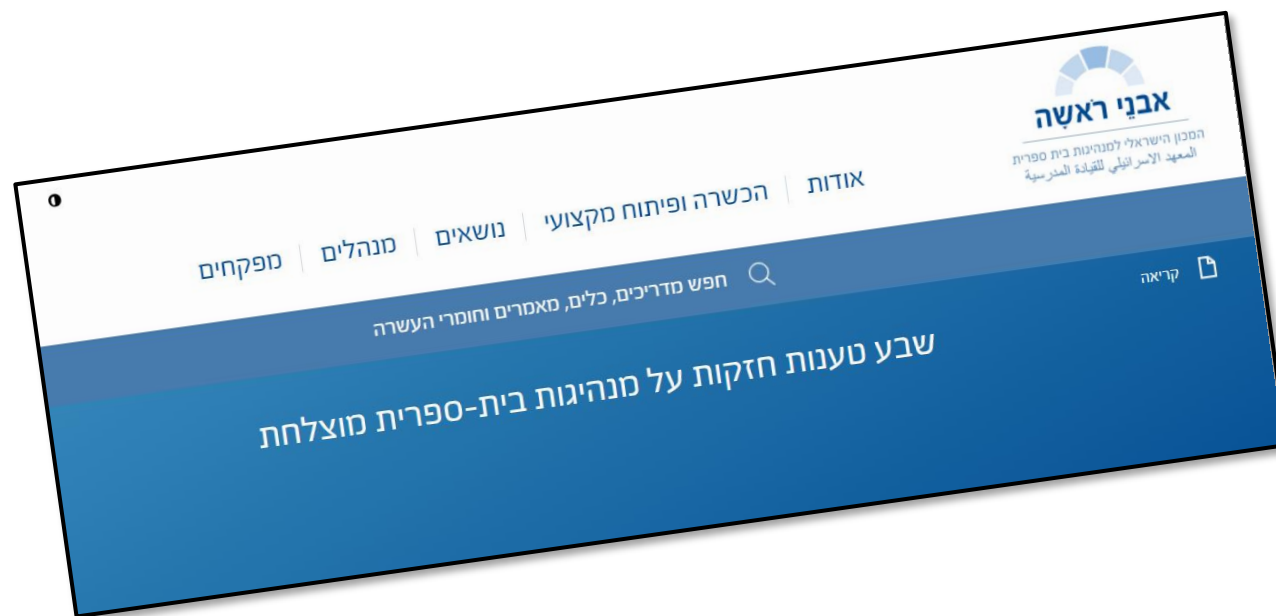 אבני ראשה
המכון הישראלי למנהיגות בית ספרית
المعهد الاسرائيلي للقيادة المدرسية
אודות | הכשרה ופיתוח מקצועי | נושאים | מנהלים | מפקחים
חפש מדריכים, כלים, מאמרים וחומרי העשרה
קריאה
שבע טענות חזקות על מנהיגות בית-ספרית מוצלחת